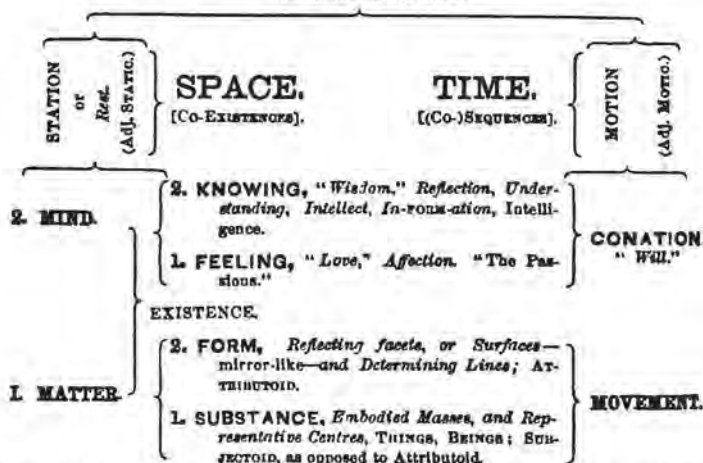 STATION
or
Rest.
(Adj. STATIC.)
SPACE.
[Co-EXISTENCES].
TIME.
[(Co-)SEQUENCES].
MOTION
(Adj. MOTIC.)
2. MIND.
2. KNOWING, "Wisdom," Reflection, Under-
standing, Intellect, In-FORM-ation, Intelli-
gence.
1. FEELING, "Love," Affection. "The Pas-
sions."
CONATION
"Will."
EXISTENCE.
1. MATTER.
2. FORM, Reflecting facets, or Surfaces—
mirror-like—and Determining Lines; AT-
TRIBUTOID.
1. SUBSTANCE, Embodied Masses, and Rep-
resentative Centres, THINGS, BEINGS; SUB-
JECTOID, as opposed to Attributoid.
MOVEMENT.